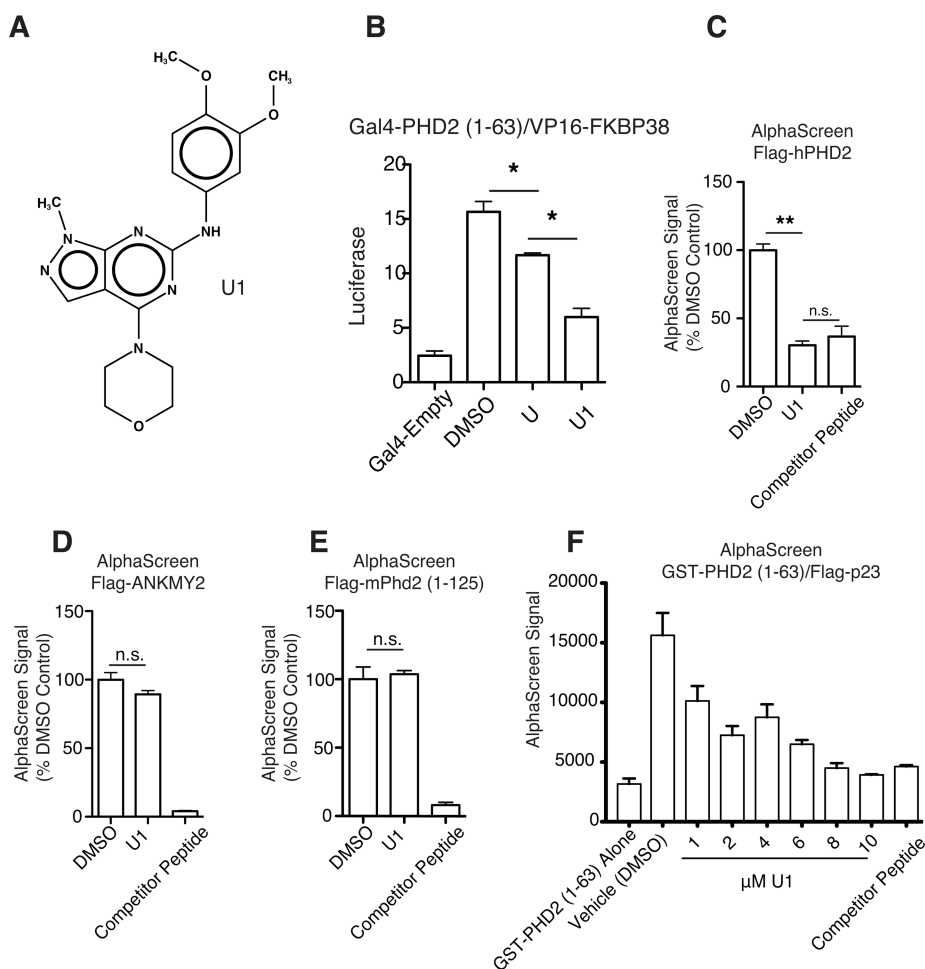 A
H₃C
O
CH₃
O
H₃C
N
N
NH
N
N
U1
N
O
B
Gal4-PHD2 (1-63)/VP16-FKBP38
Luciferase
20
15
10
5
0
*
*
Gal4-Empty
DMSO
U
U1
C
AlphaScreen
Flag-hPHD2
AlphaScreen Signal
(% DMSO Control)
150
100
50
0
**
n.s.
DMSO
U1
Competitor Peptide
D
AlphaScreen
Flag-ANKMY2
AlphaScreen Signal
(% DMSO Control)
150
100
50
0
n.s.
DMSO
U1
Competitor Peptide
E
AlphaScreen
Flag-mPhd2 (1-125)
AlphaScreen Signal
(% DMSO Control)
150
100
50
0
n.s.
DMSO
U1
Competitor Peptide
F
AlphaScreen
GST-PHD2 (1-63)/Flag-p23
AlphaScreen Signal
20000
15000
10000
5000
0
GST-PHD2 (1-63) Alone
Vehicle (DMSO)
1
2
4
6
8
10
Competitor Peptide
μM U1